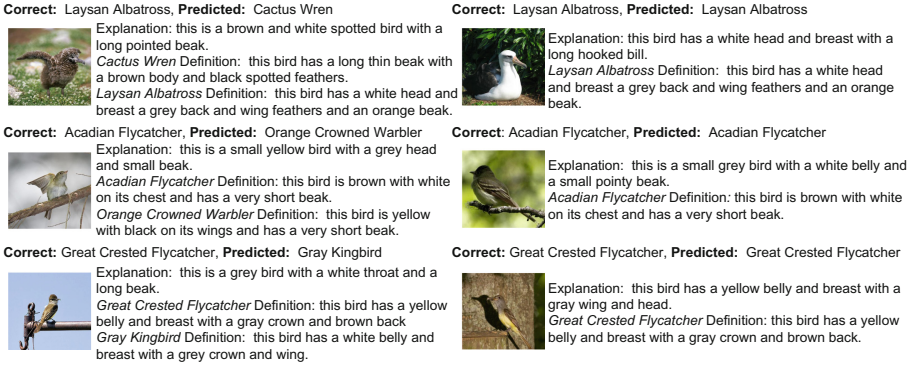 Correct: Laysan Albatross, Predicted: Cactus Wren
Explanation: this is a brown and white spotted bird with a
long pointed beak.
Cactus Wren Definition: this bird has a long thin beak with
a brown body and black spotted feathers.
Laysan Albatross Definition: this bird has a white head and
breast a grey back and wing feathers and an orange beak.
Correct: Laysan Albatross, Predicted: Laysan Albatross
Explanation: this bird has a white head and breast with a
long hooked bill.
Laysan Albatross Definition: this bird has a white head
and breast a grey back and wing feathers and an orange
beak.
Correct: Acadian Flycatcher, Predicted: Orange Crowned Warbler
Explanation: this is a small yellow bird with a grey head
and small beak.
Acadian Flycatcher Definition: this bird is brown with white
on its chest and has a very short beak.
Orange Crowned Warbler Definition: this bird is yellow
with black on its wings and has a very short beak.
Correct: Acadian Flycatcher, Predicted: Acadian Flycatcher
Explanation: this is a small grey bird with a white belly and
a small pointy beak.
Acadian Flycatcher Definition: this bird is brown with white
on its chest and has a very short beak.
Correct: Great Crested Flycatcher, Predicted: Gray Kingbird
Explanation: this is a grey bird with a white throat and a
long beak.
Great Crested Flycatcher Definition: this bird has a yellow
belly and breast with a gray crown and brown back
Gray Kingbird Definition: this bird has a white belly and
breast with a grey crown and wing.
Correct: Great Crested Flycatcher, Predicted: Great Crested Flycatcher
Explanation: this bird has a yellow belly and breast with a
gray wing and head.
Great Crested Flycatcher Definition: this bird has a yellow
belly and breast with a gray crown and brown back.